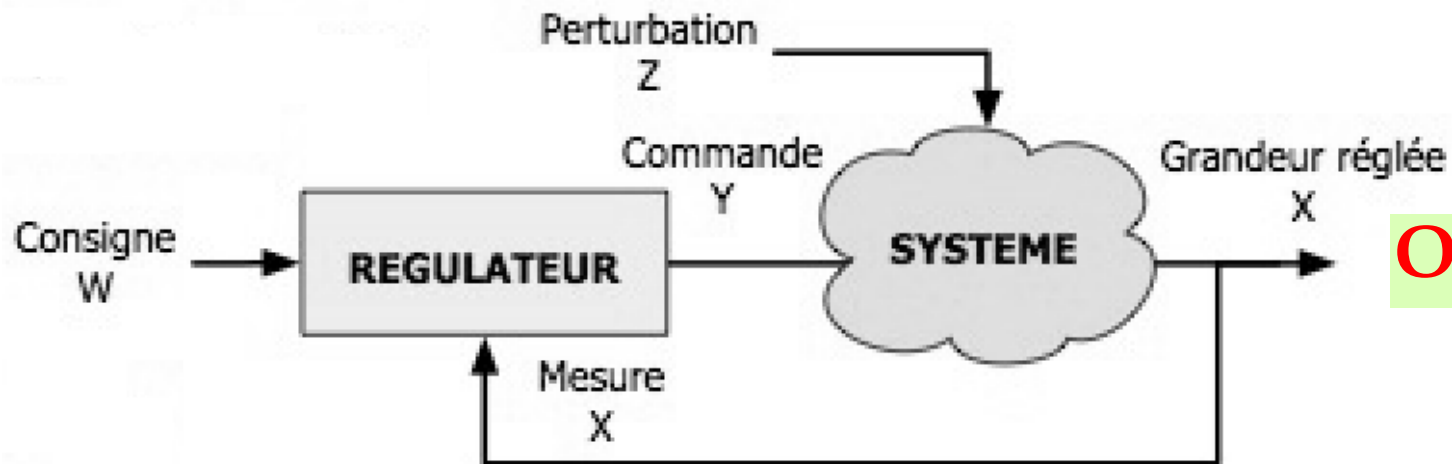 Perturbation
Z
Commande
Y
Grandeur réglée
X
Consigne
W
REGULATEUR
SYSTEME
O
Mesure
X